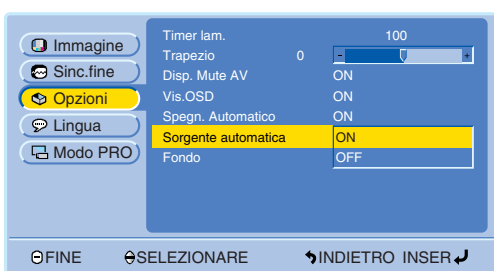 Immagine
Sinc.fine
Opzioni
Lingua
Modo PRO
Timer lam. 100
Trapezio 0 - +
Disp. Mute AV ON
Vis.OSD ON
Spegn. Automatico ON
Sorgente automatica ON
Fondo OFF
FINE SELEZIONARE INDIETRO INSER